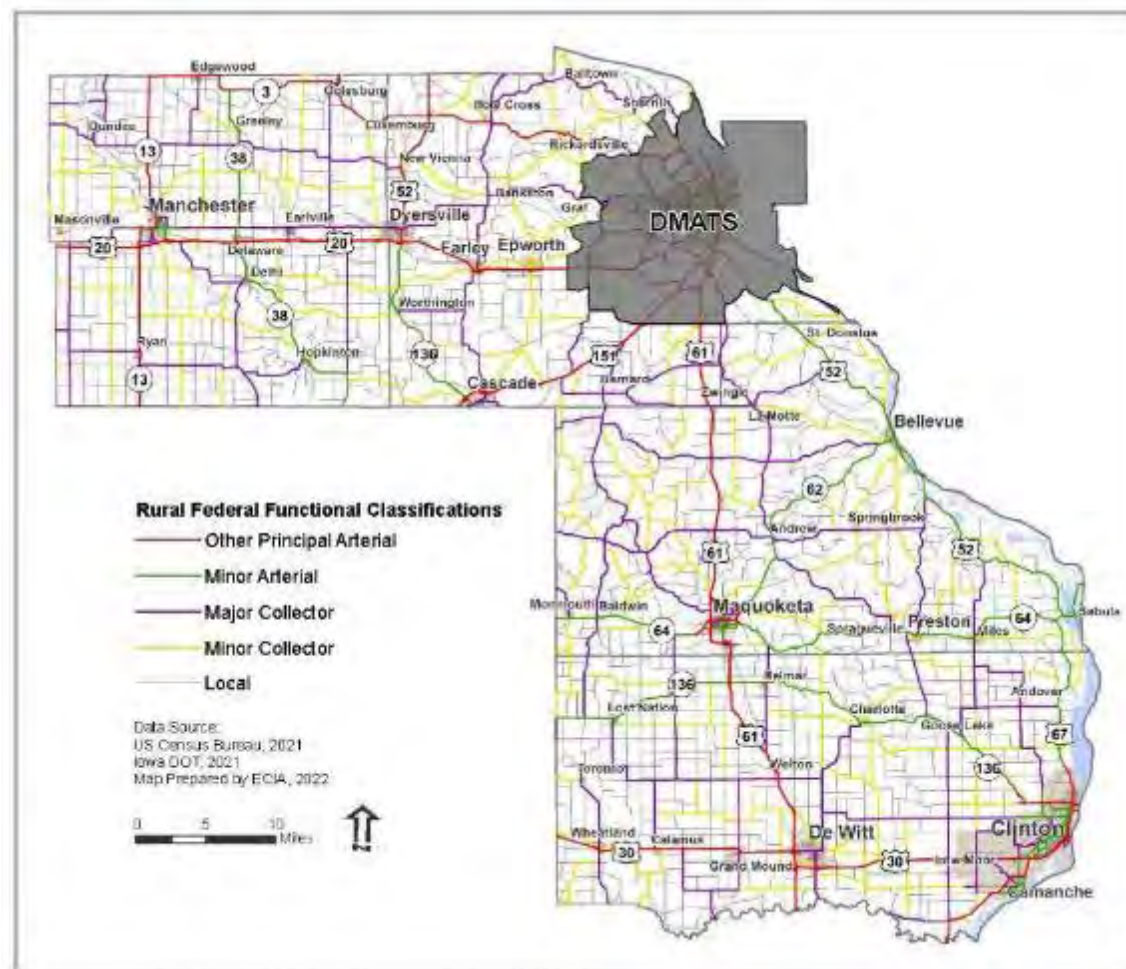 Edgewood
Balltown
3
Colesburg
Holy Cross
Sherrill
Dundee
Greeley
Luxemburg
Rickardsville
13
38
New Vienna
52
Bankston
Graf
DMATS
Masonville
Manchester
Earlville
Dyersville
20
Delaware
20
Farley
Epworth
Delhi
38
Worthington
Ryan
Hopkinton
136
151
61
St. Donatus
13
Cascade
Bernard
Zwingle
52
La Motte
Bellevue
62
Andrew
Springbrook
61
52
Monmouth
Baldwin
Maquoketa
64
Spragueville
Preston
Miles
64
Sabula
136
Delmar
Andover
Lost Nation
Charlotte
Goose Lake
61
67
Toronto
Welton
136
Wheatland
30
Calamus
De Witt
Clinton
Grand Mound
30
Low Moor
Camanche
Rural Federal Functional Classifications
Other Principal Arterial
Minor Arterial
Major Collector
Minor Collector
Local
Data Source:
US Census Bureau, 2021
Iowa DOT, 2021
Map Prepared by ECIA, 2022
0
5
10
Miles